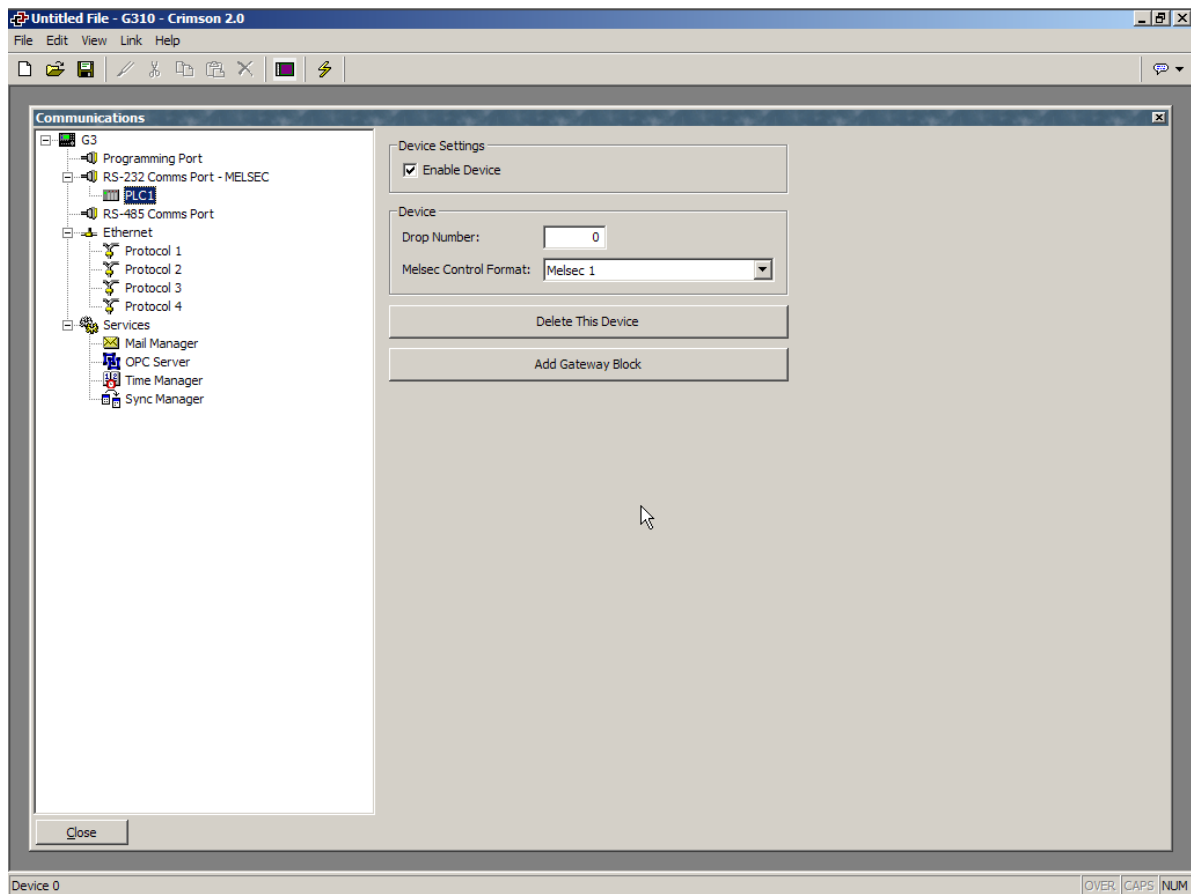 Untitled File - G310 - Crimson 2.0
File Edit View Link Help
Communications
G3
Programming Port
RS-232 Comms Port - MELSEC
PLC1
RS-485 Comms Port
Ethernet
Protocol 1
Protocol 2
Protocol 3
Protocol 4
Services
Mail Manager
OPC Server
Time Manager
Sync Manager
Device Settings
Enable Device
Device
Drop Number: 0
Melsec Control Format: Melsec 1
Delete This Device
Add Gateway Block
Close
Device 0 OVER CAPS NUM